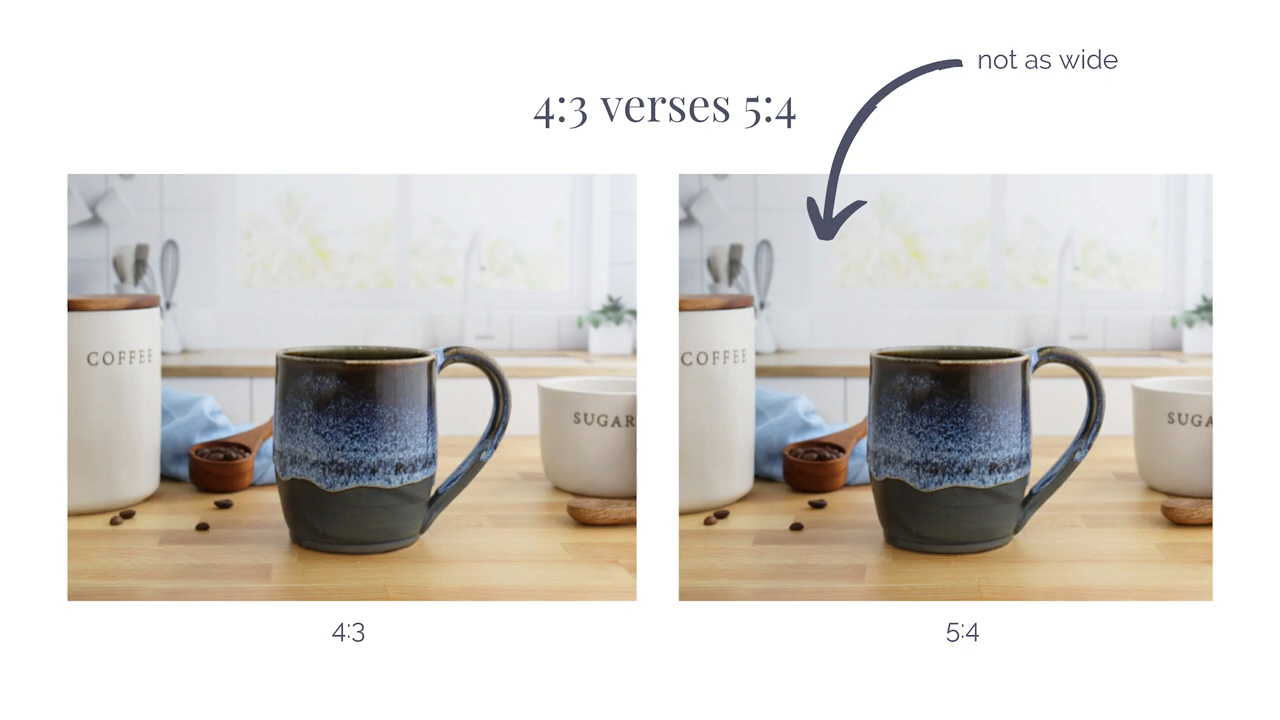 not as wide
4:3 verses 5:4
COFFEE
SUGAR
COFFEE
SUGA
4:3
5:4